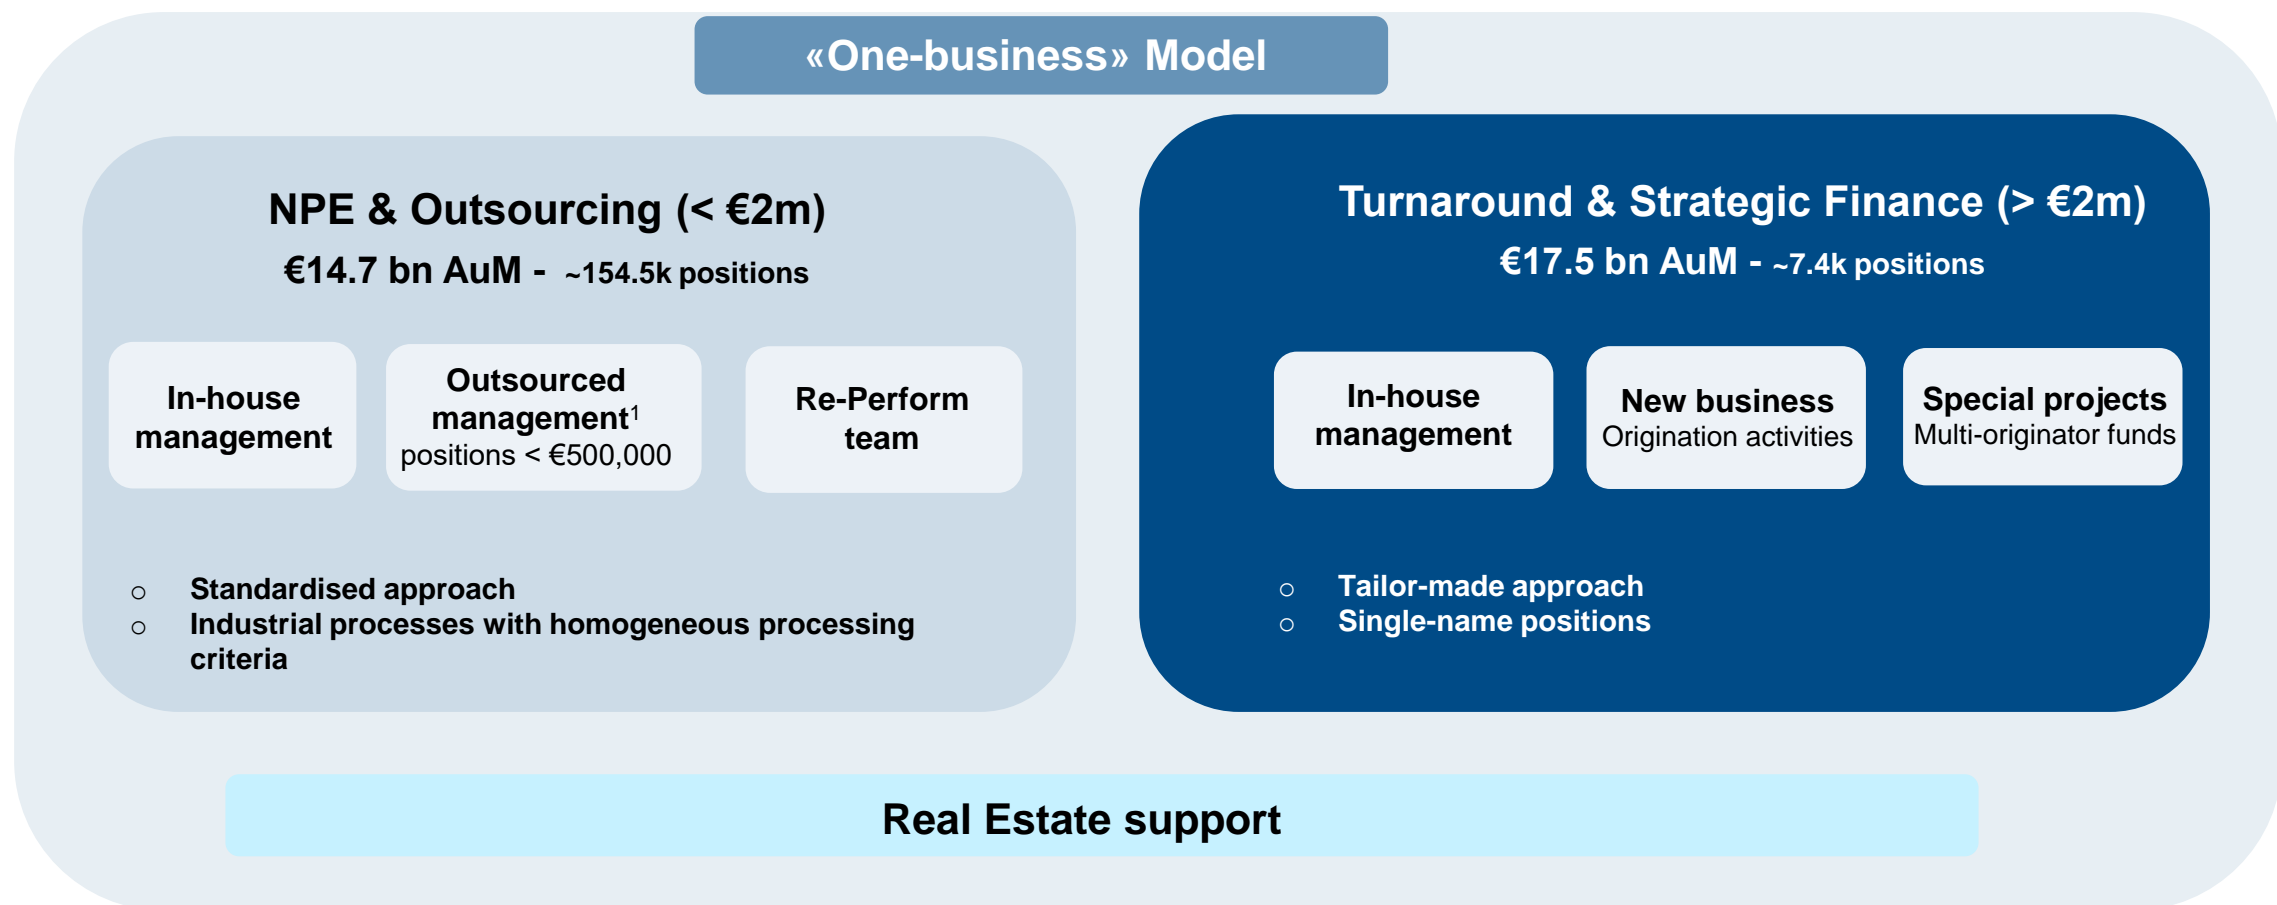 «One-business» Model
NPE & Outsourcing (< €2m)
€14.7 bn AuM - ~154.5k positions
In-house
management
Outsourced
management¹
positions < €500,000
Re-Perform
team
○ Standardised approach
○ Industrial processes with homogeneous processing
criteria
Turnaround & Strategic Finance (> €2m)
€17.5 bn AuM - ~7.4k positions
In-house
management
New business
Origination activities
Special projects
Multi-originator funds
○ Tailor-made approach
○ Single-name positions
Real Estate support